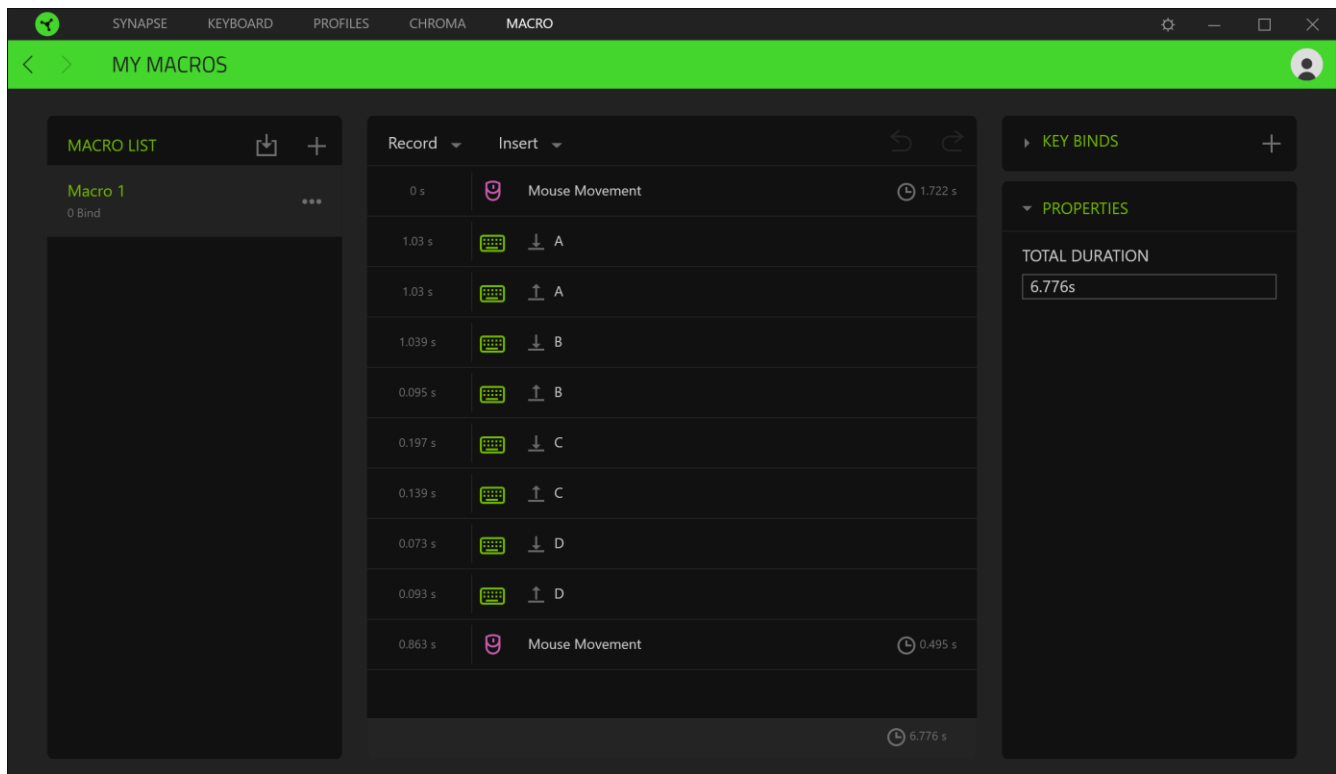 SYNAPSE KEYBOARD PROFILES CHROMA MACRO
MY MACROS
MACRO LIST
Macro 1
0 Bind
Record Insert
0 s Mouse Movement 1.722 s
1.03 s A
1.03 s A
1.039 s B
0.095 s B
0.197 s C
0.139 s C
0.073 s D
0.093 s D
0.863 s Mouse Movement 0.495 s
6.776 s
KEY BINDS
PROPERTIES
TOTAL DURATION
6.776s